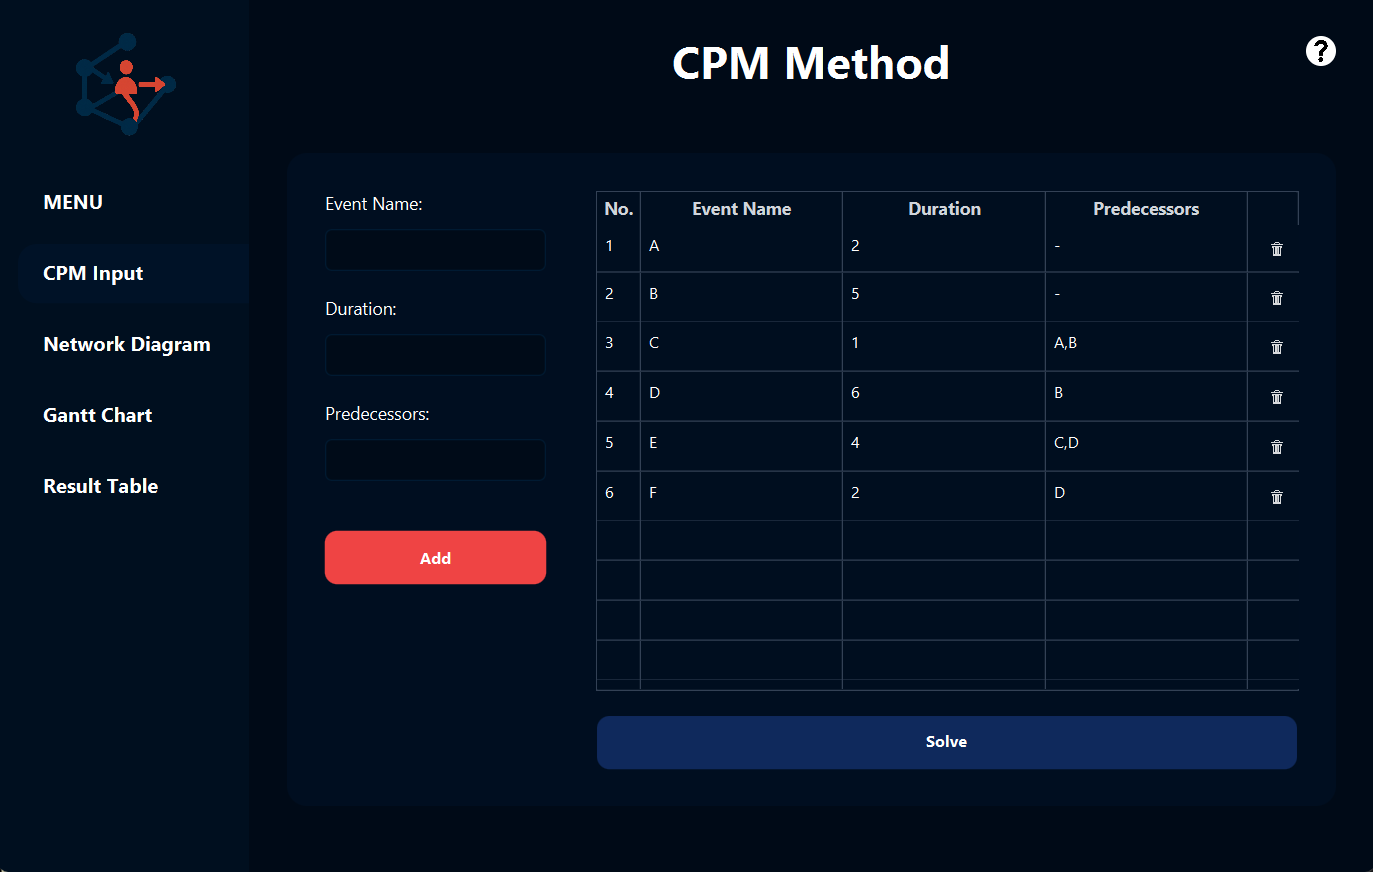 CPM Method
?
MENU
CPM Input
Network Diagram
Gantt Chart
Result Table
Event Name:
Duration:
Predecessors:
Add
No. Event Name Duration Predecessors
1 A 2 -
2 B 5 -
3 C 1 A,B
4 D 6 B
5 E 4 C,D
6 F 2 D
Solve